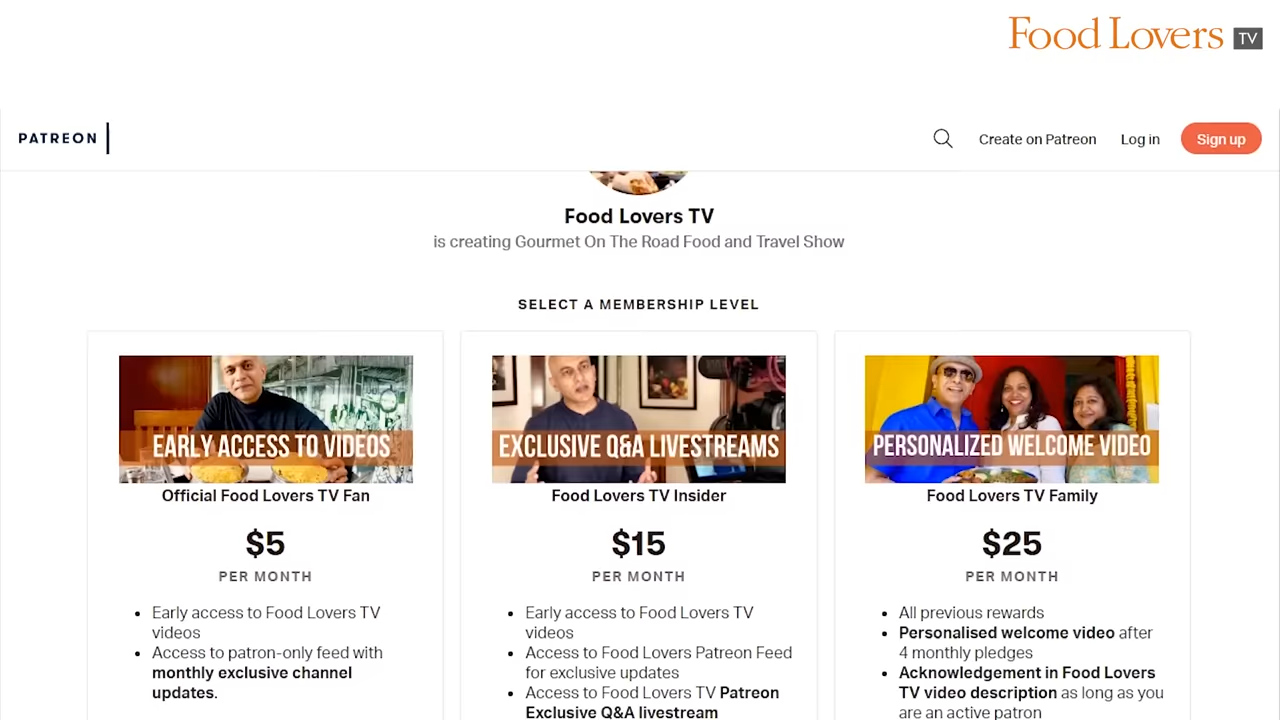 Food Lovers TV
PATREON
Create on Patreon
Log in
Sign up
Food Lovers TV
is creating Gourmet On The Road Food and Travel Show
SELECT A MEMBERSHIP LEVEL
EARLY ACCESS TO VIDEOS
Official Food Lovers TV Fan
$5
PER MONTH
Early access to Food Lovers TV
videos
Access to patron-only feed with
monthly exclusive channel
updates.
EXCLUSIVE Q&A LIVESTREAMS
Food Lovers TV Insider
$15
PER MONTH
Early access to Food Lovers TV
videos
Access to Food Lovers Patreon Feed
for exclusive updates
Access to Food Lovers TV Patreon
Exclusive Q&A livestream
PERSONALIZED WELCOME VIDEO
Food Lovers TV Family
$25
PER MONTH
All previous rewards
Personalised welcome video after
4 monthly pledges
Acknowledgement in Food Lovers
TV video description as long as you
are an active patron